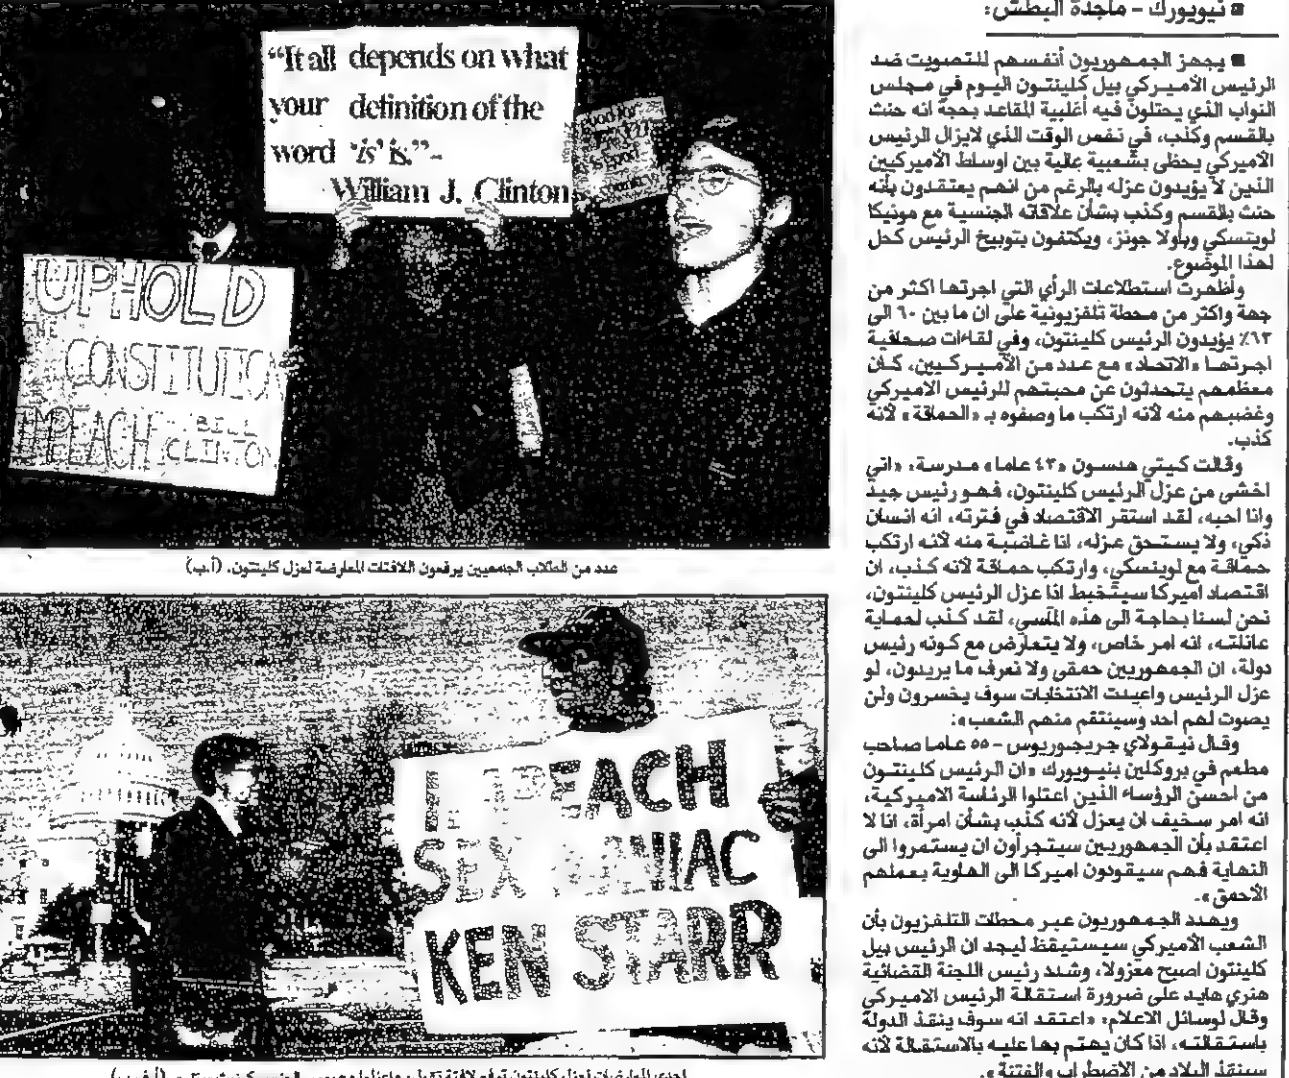 ■ نيويورك - ماجدة البطش:
■ يجهز الجمهوريون أنفسهم للتصويت ضد
الرئيس الأميركي بيل كلينتون اليوم في مجلس
النواب الذي يحتلون فيه أغلبية المقاعد بحجة انه حنث
بالقسم وكذب، في نفس الوقت الذي لايزال الرئيس
الأميركي يحظى بشعبية عالية بين اوساط الأميركيين
الذين لا يؤيدون عزله بالرغم من انهم يعتقدون بأنه
حنث بالقسم وكذب بشأن علاقاته الجنسية مع مونيكا
لوينسكي وباولا جونز، ويكتفون بتوبيخ الرئيس كحل
لهذا الموضوع.
وأظهرت استطلاعات الرأي التي اجرتها اكثر من
جهة واكثر من محطة تلفزيونية على ان ما بين ٦٠ الى
٦٣٪ يؤيدون الرئيس كلينتون، وفي لقاءات صحافية
اجرتها «الاتحاد» مع عدد من الأميركيين، كان
معظمهم يتحدثون عن محبتهم للرئيس الاميركي
وغضبهم منه لأنه ارتكب ما وصفوه بـ «الحماقة» لأنه
كذب.
وقالت كيتي هنسون «٤٣ عاما» مدرسة، «اني
اخشى من عزل الرئيس كلينتون، فهو رئيس جيد
وانا احبه، لقد استقر الاقتصاد في فترته، انه انسان
ذكي، ولا يستحق عزله، انا غاضبة منه لأنه ارتكب
حماقة مع لوينسكي، وارتكب حماقة لأنه كذب، ان
اقتصاد اميركا سيتخبط اذا عزل الرئيس كلينتون،
نحن لسنا بحاجة الى هذه المآسي، لقد كذب لحماية
عائلته، انه امر خاص، ولا يتعارض مع كونه رئيس
دولة، ان الجمهوريين حمقى ولا نعرف ما يريدون، لو
عزل الرئيس واعيدت الانتخابات سوف يخسرون ولن
يصوت لهم احد وسينتقم منهم الشعب».
وقال نيقولاي جريجوريوس - ٥٥ عاما صاحب
مطعم في بروكلين بنيويورك «ان الرئيس كلينتون
من احسن الرؤساء الذين اعتلوا الرئاسة الاميركية،
انه امر سخيف ان يعزل لأنه كذب بشأن امرأة، انا لا
اعتقد بأن الجمهوريين سيتجرأون ان يستمروا الى
النهاية فهم سيقودون اميركا الى الهاوية بعملهم
الأحمق».
ويهدد الجمهوريون عبر محطات التلفزيون بأن
الشعب الأميركي سيستيقظ ليجد ان الرئيس بيل
كلينتون اصبح معزولا، وشدد رئيس اللجنة القضائية
هنري هايد على ضرورة استقالة الرئيس الاميركي
وقال لوسائل الاعلام، «اعتقد انه سوف ينقذ الدولة
باستقالته، اذا كان يهتم بها عليه بالاستقالة لأنه
سينقذ البلاد من الاضطراب والفتنة».
"It all depends on what
your definition of the
word 'is' is."-
William J. Clinton
UPHOLD
THE
CONSTITUTION
IMPEACH BILL
CLINTON
عدد من الطلاب الجمعيين يرفعون اللافتات المعارضة لعزل كلينتون. (أ.ب)
IMPEACH
SEX MANIAC
KEN STARR
احدى المعارضات لعزل كلينتون ترفع لافتة تقول